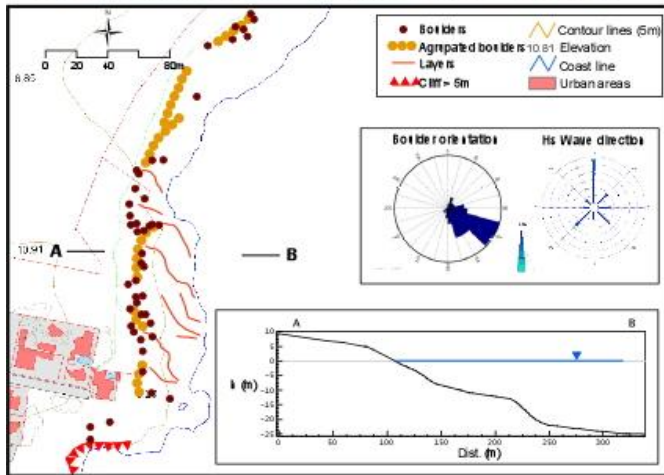 N
0 20 40 60 80m
8.86
10.91
A
B
Boulders
Agrupated boulders
Layers
Cliff > 5m
Contour lines (5m)
10.81 Elevation
Coast line
Urban areas
Boulder orientation
Hs Wave direction
A
B
10
5
0
-5
-10
-15
-20
-25
0 50 100 150 200 250 300
Dist. (m)